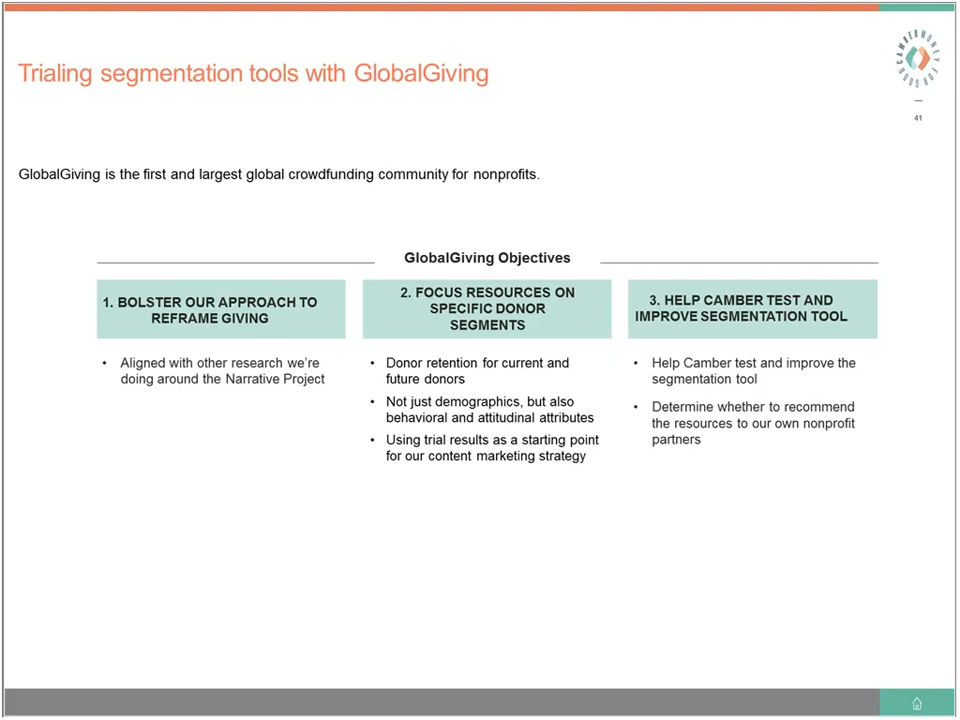 Trialing segmentation tools with GlobalGiving
CAMBER MONEY FOR GOOD
—
41
GlobalGiving is the first and largest global crowdfunding community for nonprofits.
GlobalGiving Objectives
1. BOLSTER OUR APPROACH TO
REFRAME GIVING
• Aligned with other research we're
doing around the Narrative Project
2. FOCUS RESOURCES ON
SPECIFIC DONOR
SEGMENTS
• Donor retention for current and
future donors
• Not just demographics, but also
behavioral and attitudinal attributes
• Using trial results as a starting point
for our content marketing strategy
3. HELP CAMBER TEST AND
IMPROVE SEGMENTATION TOOL
• Help Camber test and improve the
segmentation tool
• Determine whether to recommend
the resources to our own nonprofit
partners